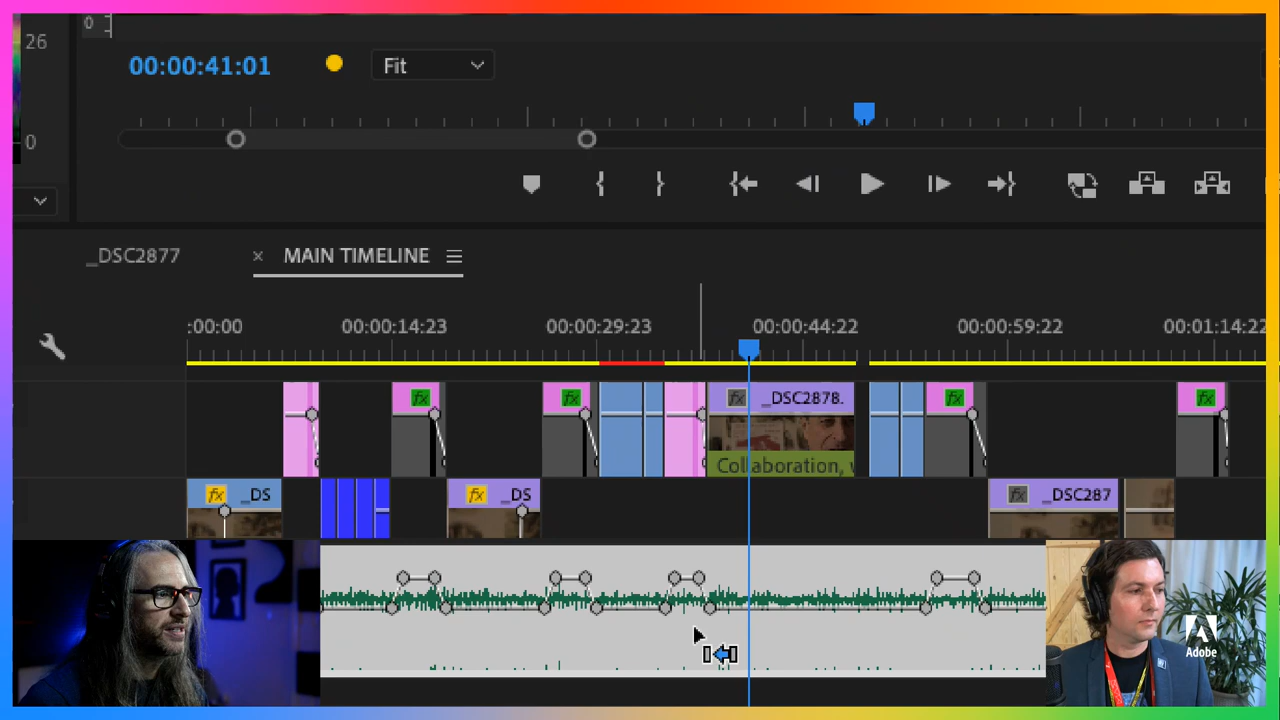 26
0
00:00:41:01
Fit
0
_DSC2877
× MAIN TIMELINE
:00:00
00:00:14:23
00:00:29:23
00:00:44:22
00:00:59:22
00:01:14:22
fx
fx
fx _DSC2878.
fx
fx
Collaboration, v
fx _DS
fx _DS
fx _DSC287
Adobe